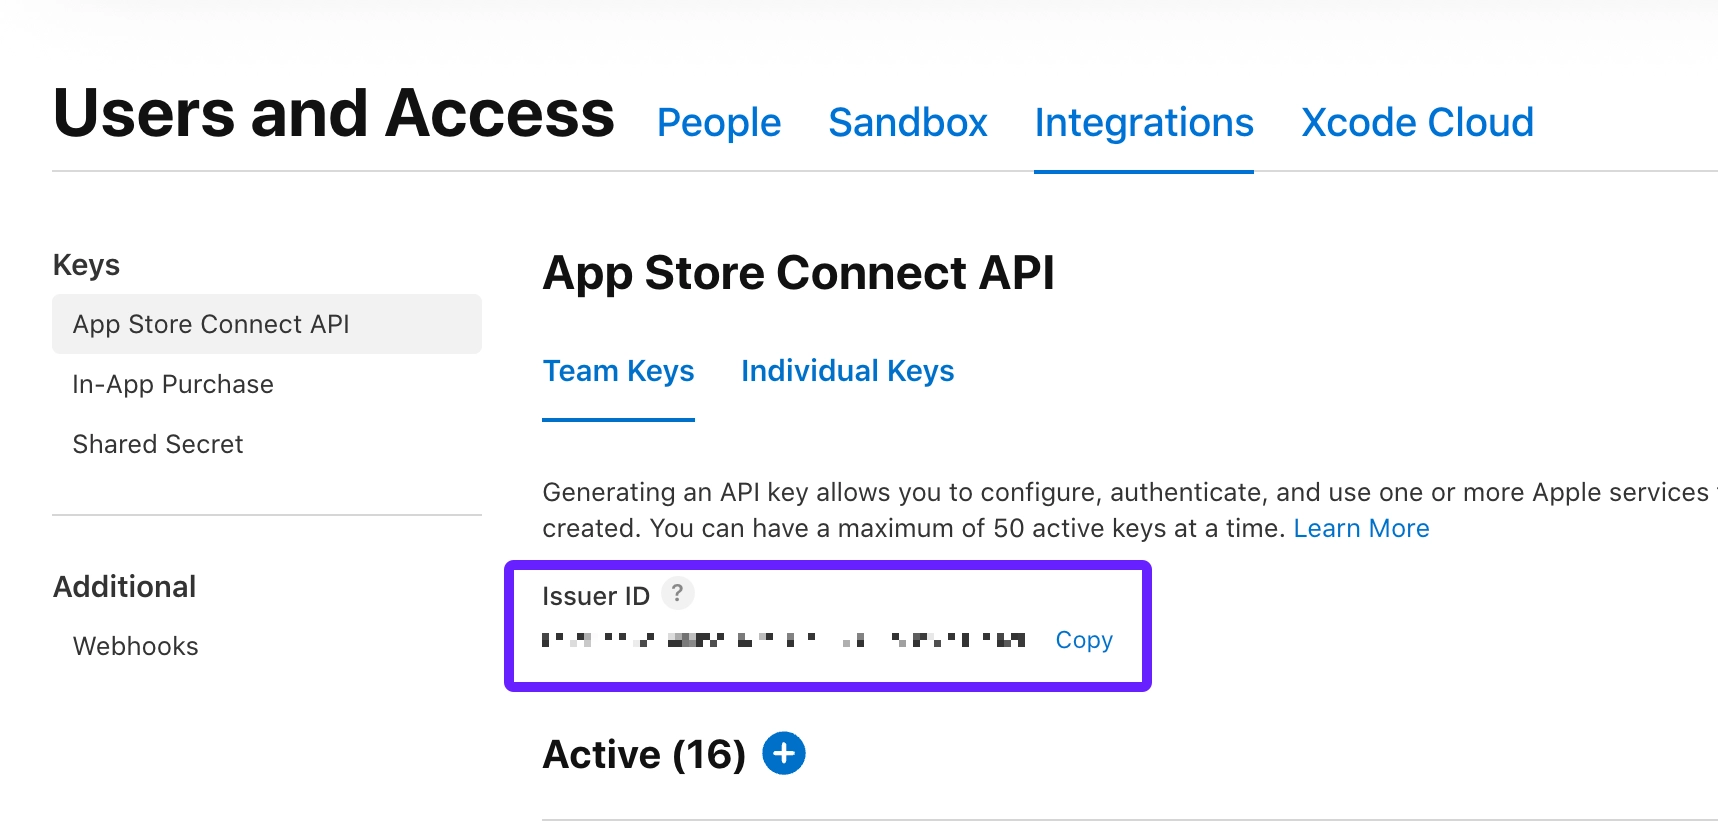 Users and Access People Sandbox Integrations Xcode Cloud
Keys
App Store Connect API
In-App Purchase
Shared Secret
Additional
Webhooks
App Store Connect API
Team Keys Individual Keys
Generating an API key allows you to configure, authenticate, and use one or more Apple services
created. You can have a maximum of 50 active keys at a time. Learn More
Issuer ID ?
Copy
Active (16)